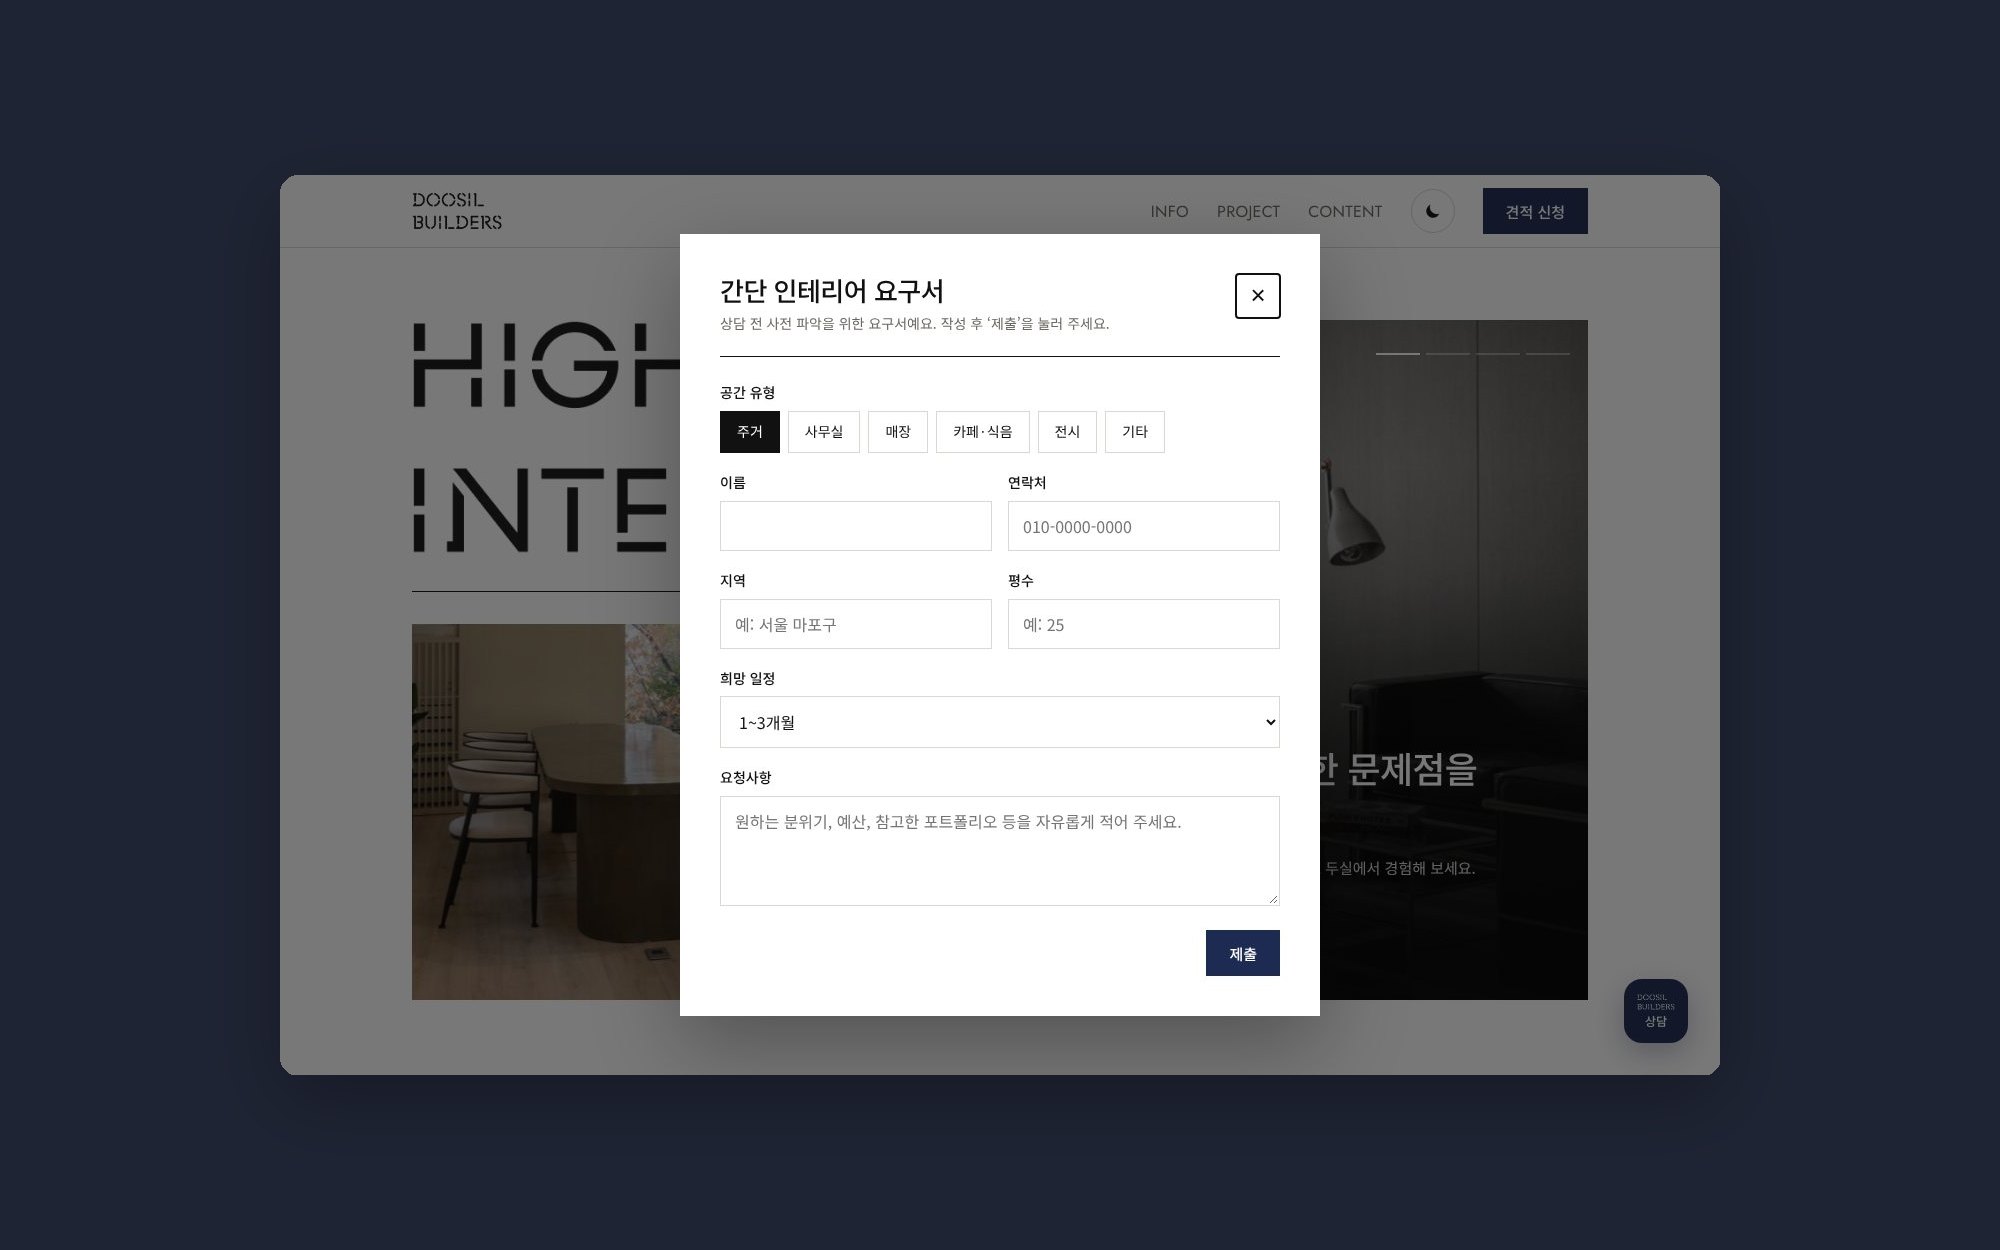 DOOSIL
BUILDERS
INFO
PROJECT
CONTENT
견적 신청
간단 인테리어 요구서
상담 전 사전 파악을 위한 요구서예요. 작성 후 ‘제출’을 눌러 주세요.
공간 유형
주거
사무실
매장
카페·식음
전시
기타
이름
연락처
010-0000-0000
지역
평수
예: 서울 마포구
예: 25
희망 일정
1~3개월
요청사항
원하는 분위기, 예산, 참고한 포트폴리오 등을 자유롭게 적어 주세요.
제출
HIGH
INTE
한 문제점을
두실에서 경험해 보세요.
DOOSIL
BUILDERS
상담